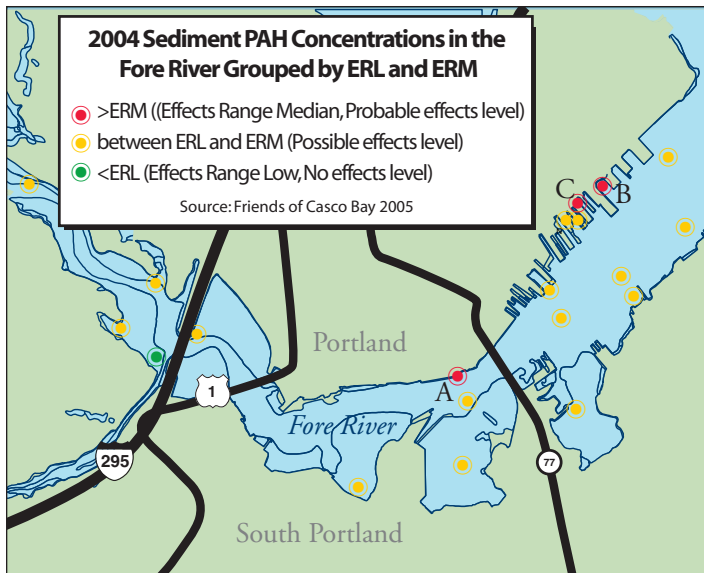 2004 Sediment PAH Concentrations in the
Fore River Grouped by ERL and ERM
>ERM ((Effects Range Median, Probable effects level)
between ERL and ERM (Possible effects level)
<ERL (Effects Range Low, No effects level)
Source: Friends of Casco Bay 2005
C
B
Portland
A
1
Fore River
295
77
South Portland